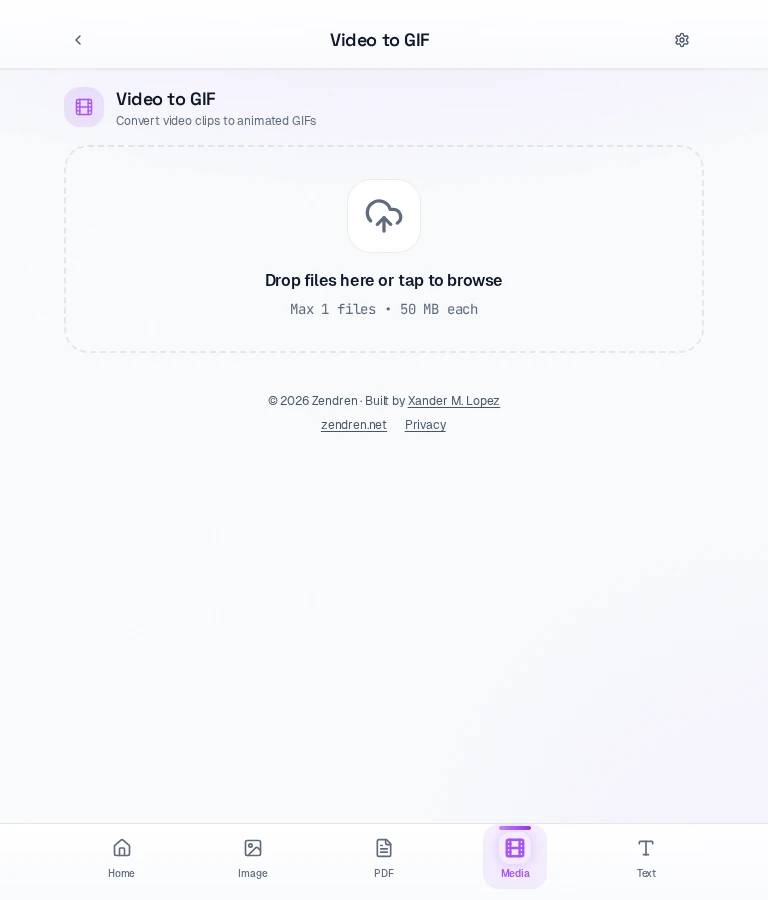 Video to GIF
Video to GIF
Convert video clips to animated GIFs
Drop files here or tap to browse
Max 1 files • 50 MB each
© 2026 Zendren · Built by Xander M. Lopez
zendren.net Privacy
Home Image PDF Media Text